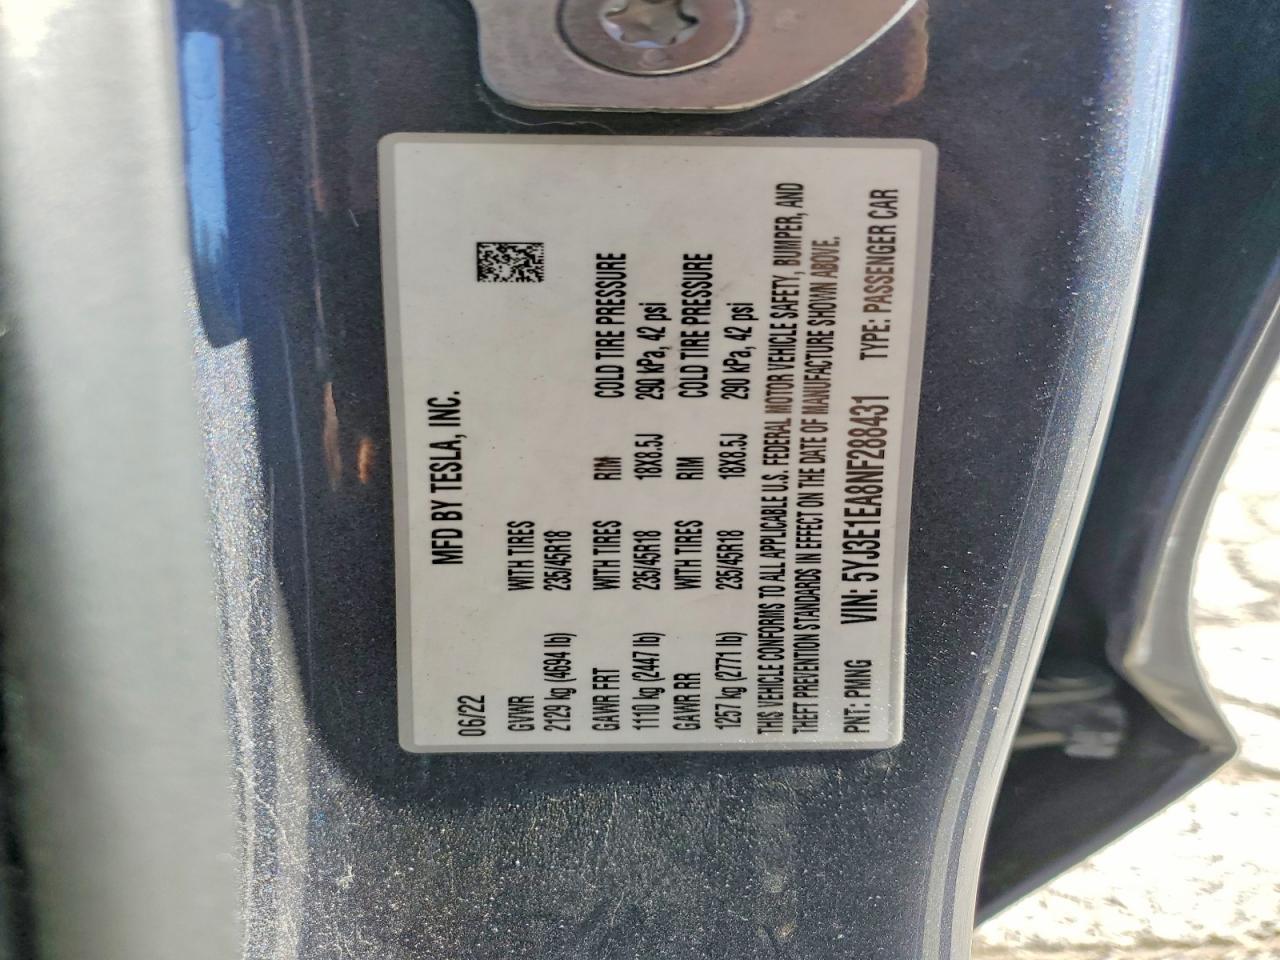 MFD BY TESLA, INC.
06/22
GVWR WITH TIRES
2129 kg (4694 lb) 235/45R18
GAWR FRT WITH TIRES RIM COLD TIRE PRESSURE
1110 kg (2447 lb) 235/45R18 18X8.5J 290 kPa, 42 psi
GAWR RR WITH TIRES RIM COLD TIRE PRESSURE
1257 kg (2771 lb) 235/45R18 18X8.5J 290 kPa, 42 psi
THIS VEHICLE CONFORMS TO ALL APPLICABLE U.S. FEDERAL MOTOR VEHICLE SAFETY, BUMPER, AND
THEFT PREVENTION STANDARDS IN EFFECT ON THE DATE OF MANUFACTURE SHOWN ABOVE.
PNT: PMNG VIN: 5YJ3E1EA8NF288431 TYPE: PASSENGER CAR